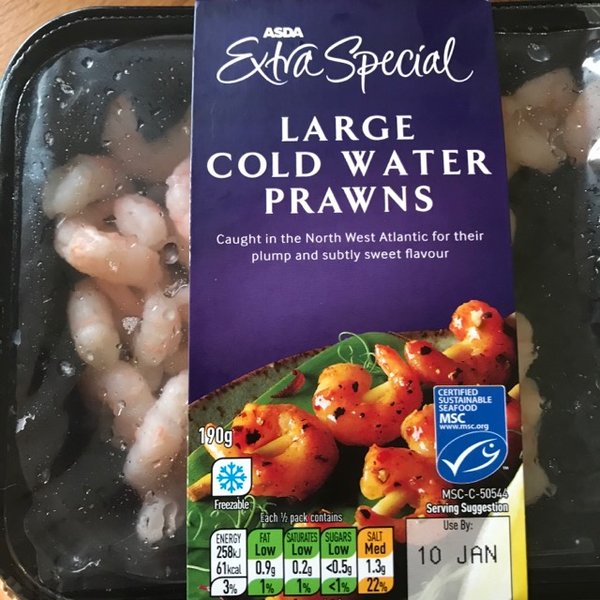 ASDA
Extra Special
LARGE
COLD WATER
PRAWNS
Caught in the North West Atlantic for their
plump and subtly sweet flavour
190g
Freezable
CERTIFIED
SUSTAINABLE
SEAFOOD
MSC
www.msc.org
TM
MSC-C-50544
Serving Suggestion
Each ½ pack contains
ENERGY 258kJ 61kcal 3%
FAT Low 0.9g 1%
SATURATES Low 0.2g 1%
SUGARS Low <0.5g <1%
SALT Med 1.3g 22%
Use By:
10 JAN